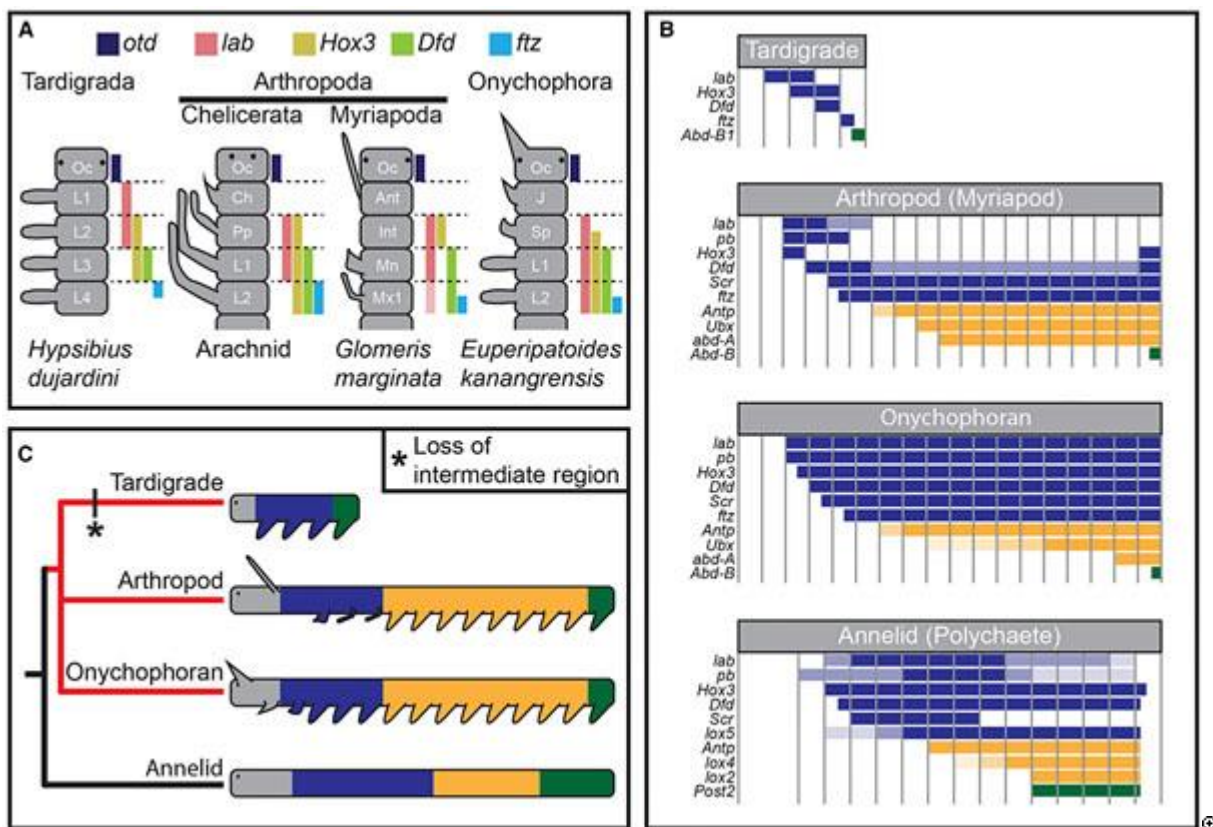 A
otd lab Hox3 Dfd ftz
Tardigrada Arthropoda Onychophora
Chelicerata Myriapoda
Oc Oc Oc Oc
L1 Ch Ant J
L2 Pp Int Sp
L3 L1 Mn L1
L4 L2 Mx1 L2
Hypsibius dujardini
Arachnid
Glomeris marginata
Euperipatoides kanangrensis
B
Tardigrade
lab
Hox3
Dfd
ftz
Abd-B1
Arthropod (Myriapod)
lab
pb
Hox3
Dfd
Scr
ftz
Antp
Ubx
abd-A
Abd-B
Onychophoran
lab
pb
Hox3
Dfd
Scr
ftz
Antp
Ubx
abd-A
Abd-B
Annelid (Polychaete)
lab
pb
Hox3
Dfd
Scr
lox5
Antp
lox4
lox2
Post2
C
* Loss of
intermediate region
Tardigrade
*
Arthropod
Onychophoran
Annelid